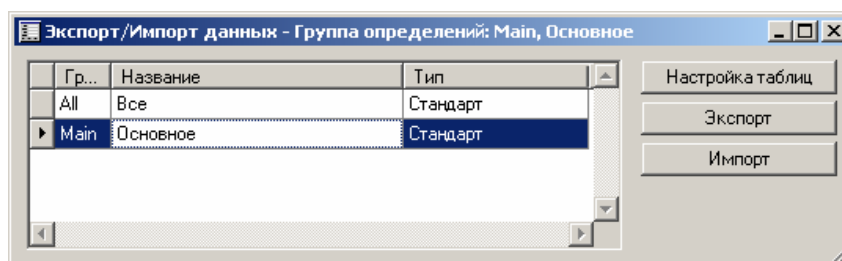 Экспорт/Импорт данных - Группа определений: Main, Основное
Гр... Название Тип
All Все Стандарт
Main Основное Стандарт
Настройка таблиц
Экспорт
Импорт